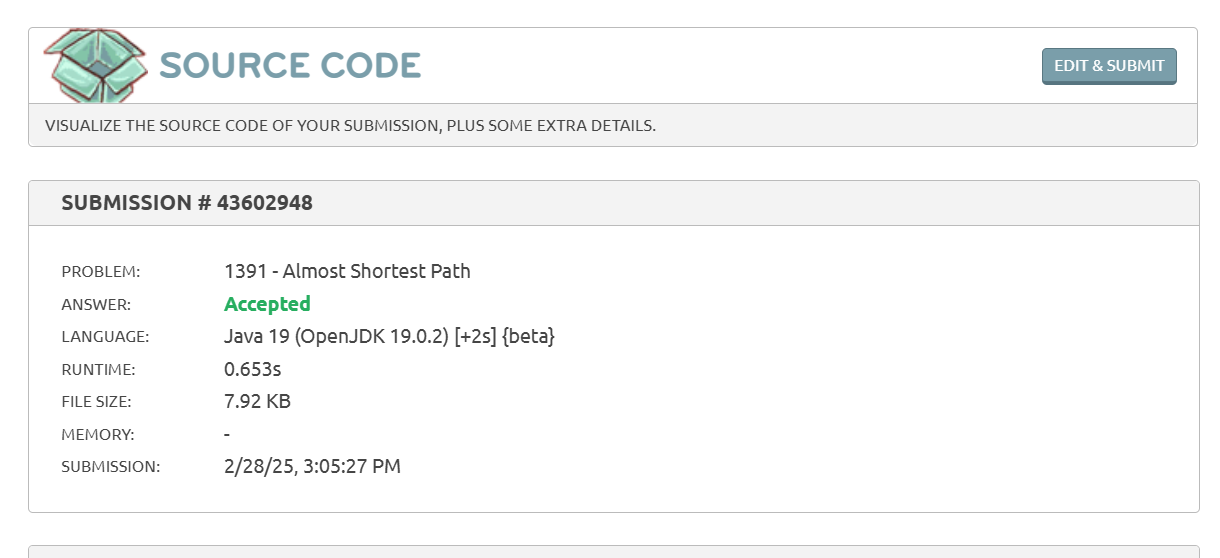 SOURCE CODE
EDIT & SUBMIT
VISUALIZE THE SOURCE CODE OF YOUR SUBMISSION, PLUS SOME EXTRA DETAILS.
SUBMISSION # 43602948
PROBLEM: 1391 - Almost Shortest Path
ANSWER: Accepted
LANGUAGE: Java 19 (OpenJDK 19.0.2) [+2s] {beta}
RUNTIME: 0.653s
FILE SIZE: 7.92 KB
MEMORY: -
SUBMISSION: 2/28/25, 3:05:27 PM